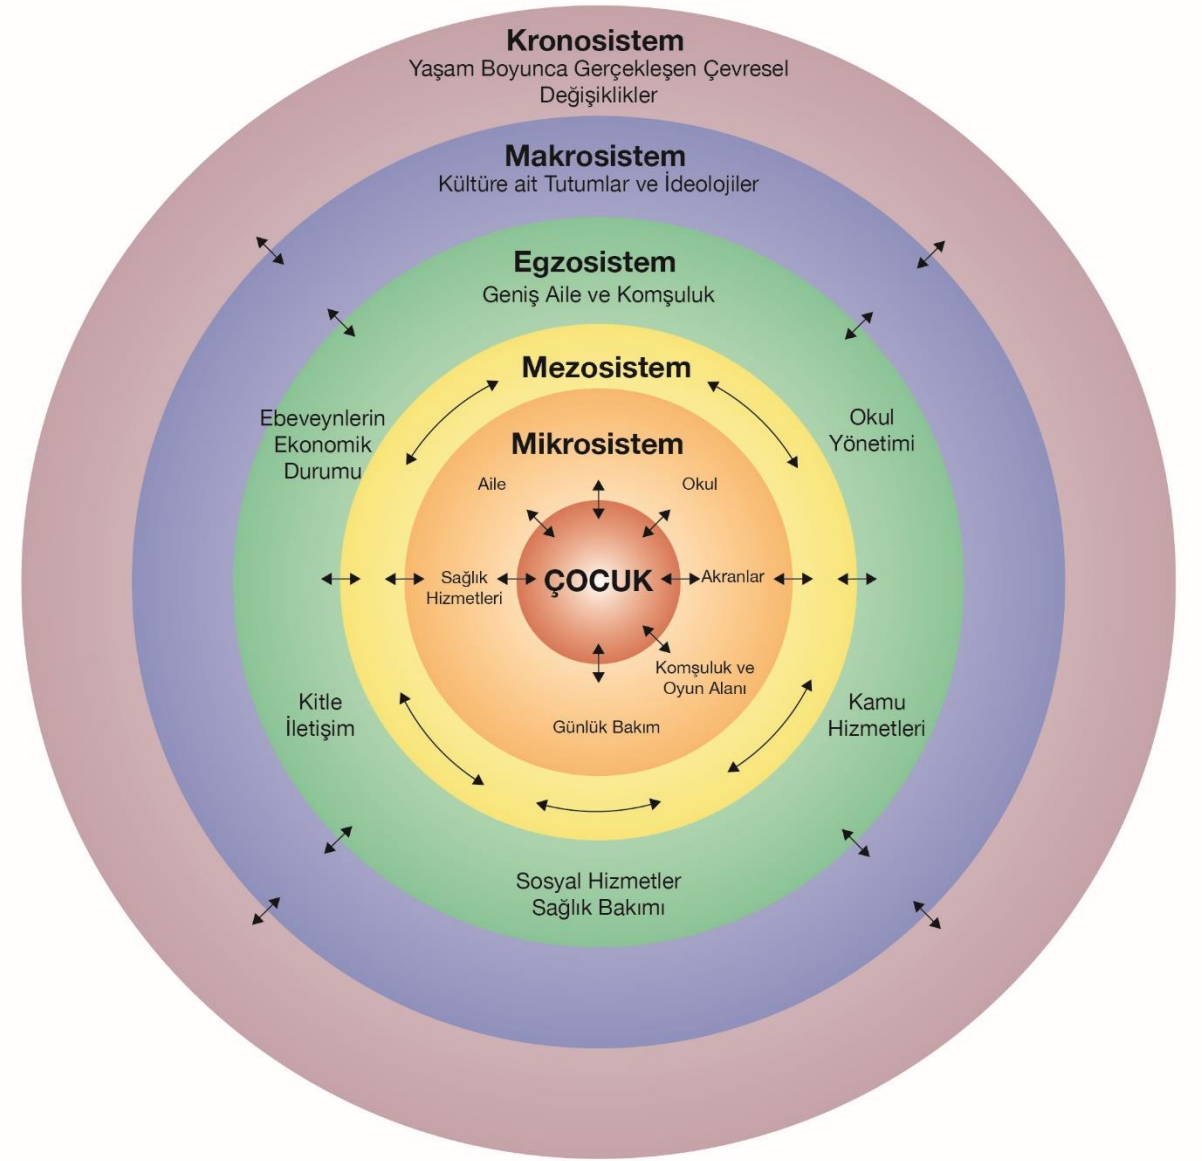 Kronosistem
Yaşam Boyunca Gerçekleşen Çevresel
Değişiklikler
Makrosistem
Kültüre ait Tutumlar ve İdeolojiler
Egzosistem
Geniş Aile ve Komşuluk
Mezosistem
Ebeveynlerin
Ekonomik
Durumu
Okul
Yönetimi
Mikrosistem
Aile
Okul
Sağlık
Hizmetleri
ÇOCUK
Akranlar
Komşuluk ve
Oyun Alanı
Günlük Bakım
Kitle
İletişim
Kamu
Hizmetleri
Sosyal Hizmetler
Sağlık Bakımı